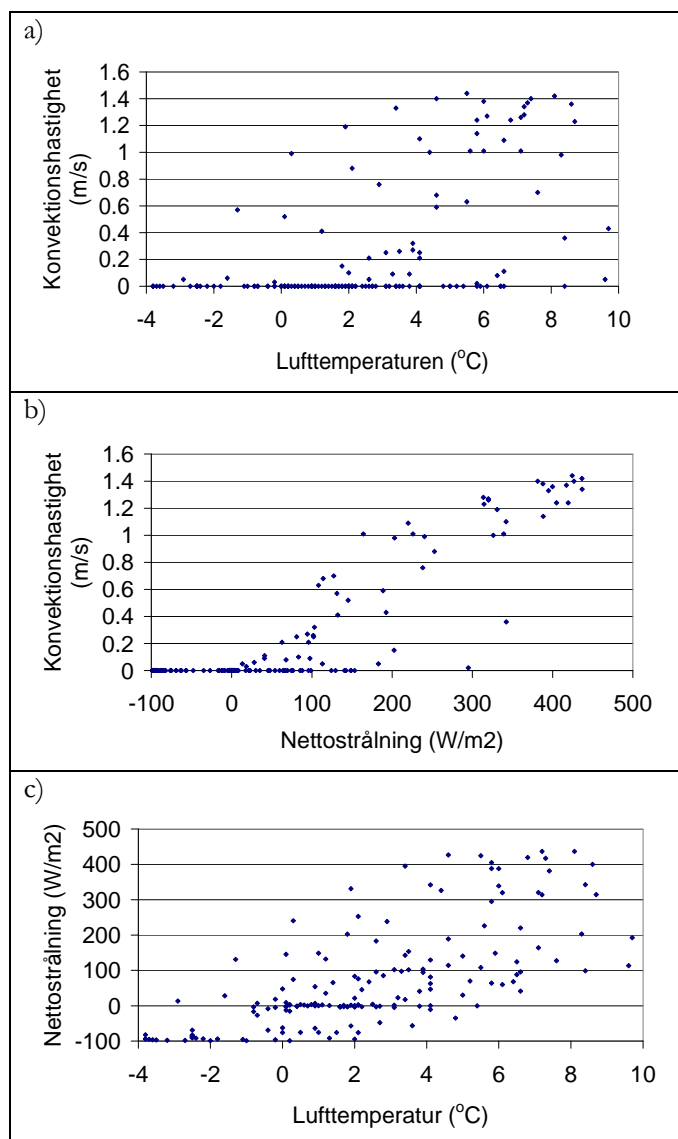 a)
Konvektionshastighet
(m/s)
1.6
1.4
1.2
1
0.8
0.6
0.4
0.2
0
-4 -2 0 2 4 6 8 10
Lufttemperaturen (°C)
b)
Konvektionshastighet
(m/s)
1.6
1.4
1.2
1
0.8
0.6
0.4
0.2
0
-100 0 100 200 300 400 500
Nettostrålning (W/m2)
c)
Nettostrålning (W/m2)
500
400
300
200
100
0
-100
-4 -2 0 2 4 6 8 10
Lufttemperatur (°C)